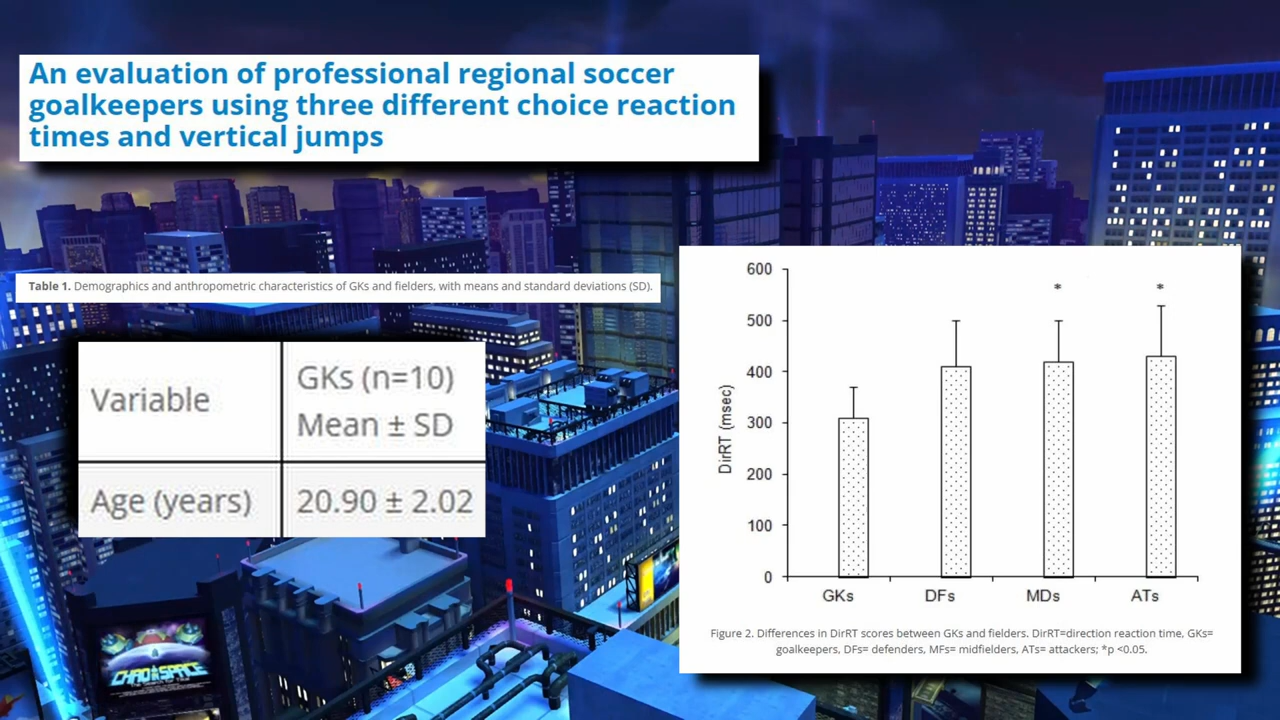 An evaluation of professional regional soccer
goalkeepers using three different choice reaction
times and vertical jumps
Table 1. Demographics and anthropometric characteristics of GKs and fielders, with means and standard deviations (SD).
Variable
GKs (n=10)
Mean ± SD
Age (years)
20.90 ± 2.02
600
500
400
300
200
100
0
DirRT (msec)
*
*
GKs
DFs
MDs
ATs
Figure 2. Differences in DirRT scores between GKs and fielders. DirRT=direction reaction time, GKs=
goalkeepers, DFs= defenders, MFs= midfielders, ATs= attackers; *p <0.05.
CHAO IN SPACE